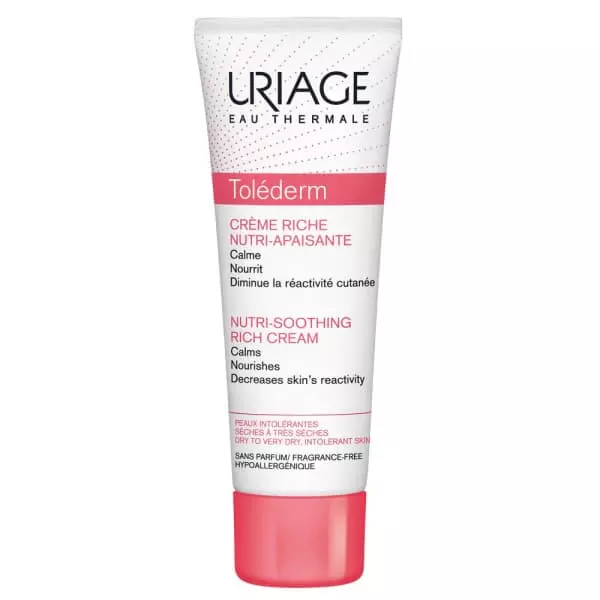 URIAGE
EAU THERMALE
Toléderm
CRÈME RICHE
NUTRI-APAISANTE
Calme
Nourrit
Diminue la réactivité cutanée
NUTRI-SOOTHING
RICH CREAM
Calms
Nourishes
Decreases skin's reactivity
PEAUX INTOLÉRANTES
SÈCHES À TRÈS SÈCHES
DRY TO VERY DRY, INTOLERANT SKIN
SANS PARFUM/ FRAGRANCE-FREE
HYPOALLERGÉNIQUE